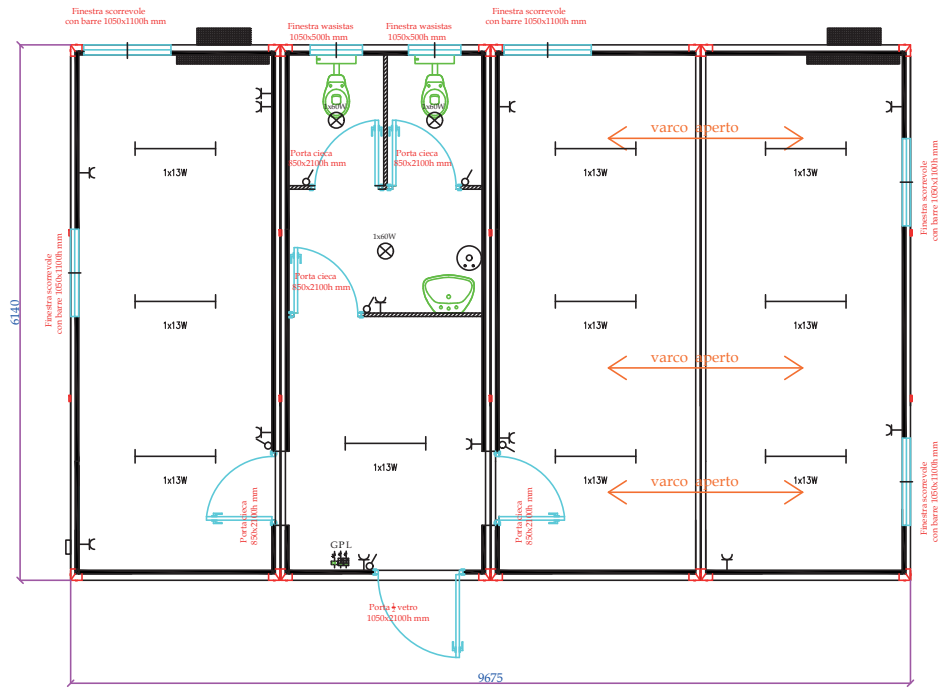 Finestra scorrevole
con barre 1050x1100h mm
Finestra wasistas
1050x500h mm
Finestra wasistas
1050x500h mm
Finestra scorrevole
con barre 1050x1100h mm
1x60W
1x60W
varco aperto
Porta cieca
850x2100h mm
Porta cieca
850x2100h mm
1x13W
1x13W
1x13W
Finestra scorrevole
con barre 1050x1100h mm
1x60W
Porta cieca
850x2100h mm
Finestra scorrevole
con barre 1050x1100h mm
6140
1x13W
1x13W
1x13W
varco aperto
1x13W
1x13W
1x13W
1x13W
varco aperto
Porta cieca
850x2100h mm
Porta cieca
850x2100h mm
Finestra scorrevole
con barre 1050x1100h mm
GPL
Porta ½ vetro
1050x2100h mm
9675